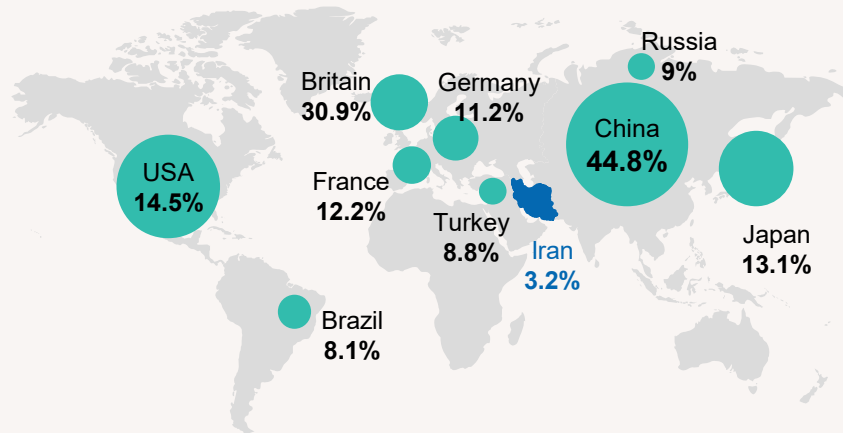 Russia
9%
Britain
30.9%
Germany
11.2%
China
44.8%
USA
14.5%
France
12.2%
Turkey
8.8%
Iran
3.2%
Japan
13.1%
Brazil
8.1%